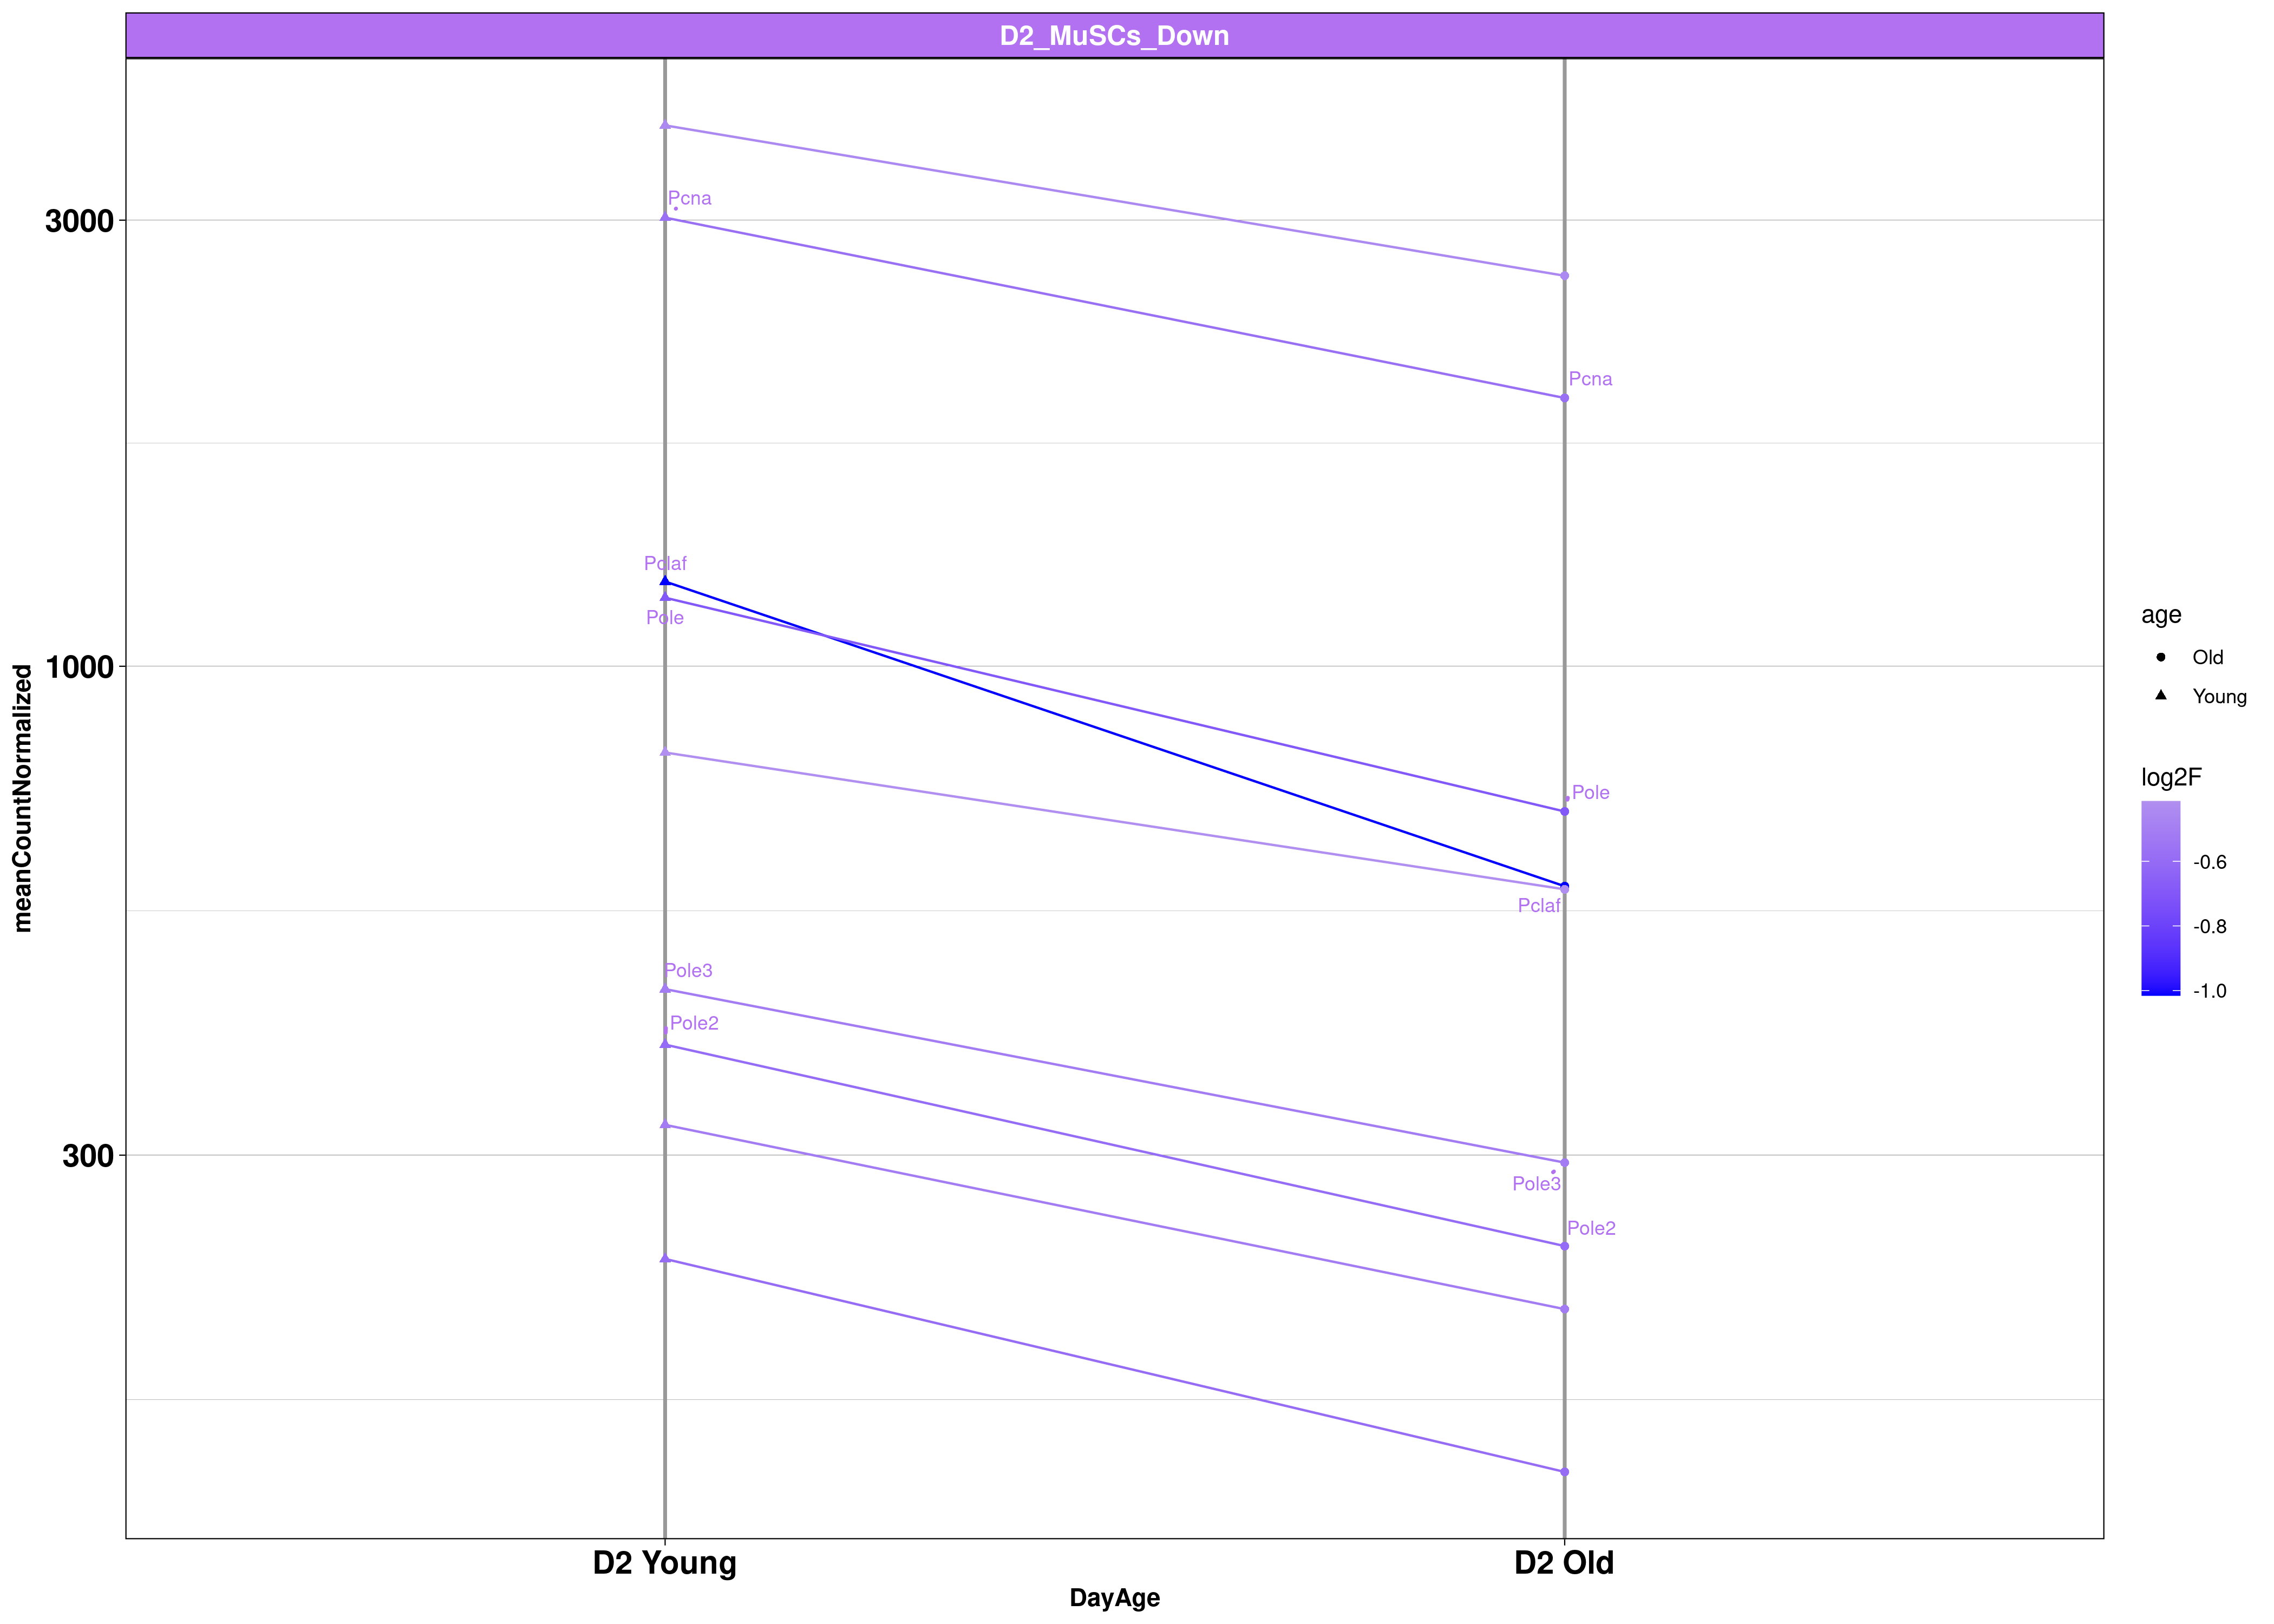 D2_MuSCs_Down
3000
1000
300
meanCountNormalized
Pcna
Pcna
Pclaf
Pole
Pole
Pclaf
Pole3
Pole2
Pole3
Pole2
D2 Young
D2 Old
DayAge
age
Old
Young
log2F
-0.6
-0.8
-1.0